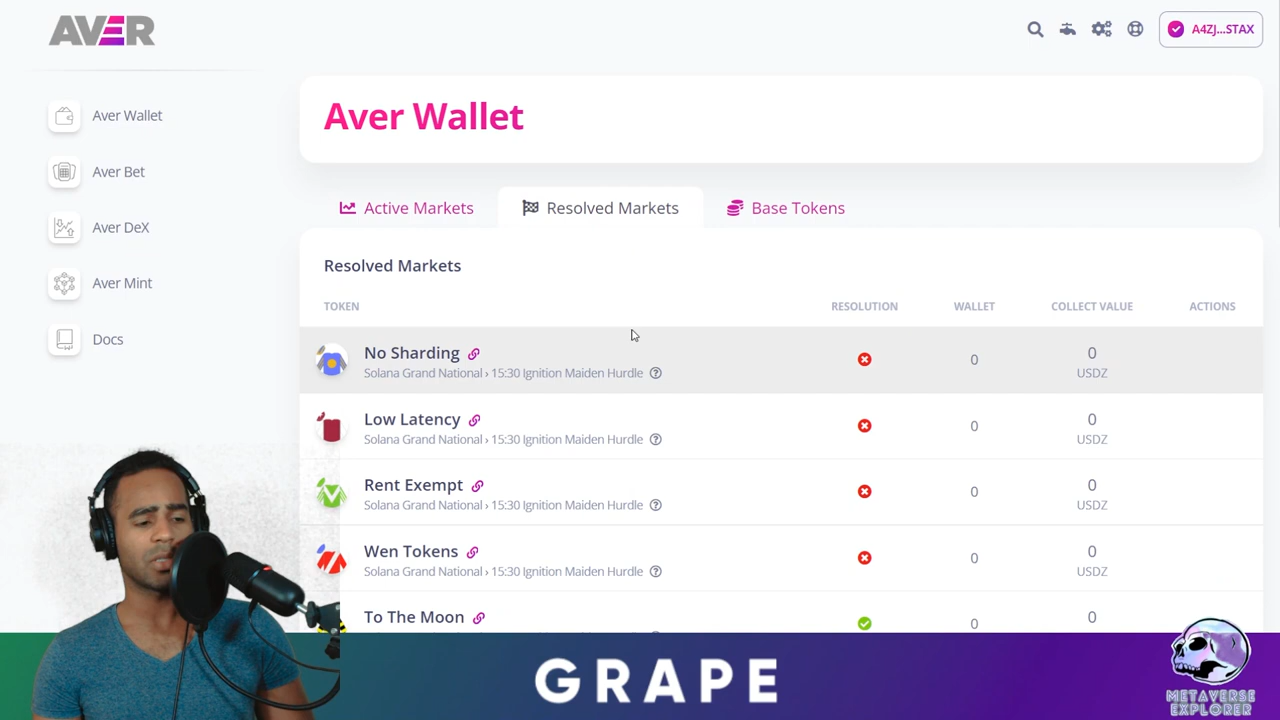 AVER
A4ZJ...STAX
Aver Wallet
Aver Bet
Aver DeX
Aver Mint
Docs
Aver Wallet
Active Markets
Resolved Markets
Base Tokens
Resolved Markets
TOKEN RESOLUTION WALLET COLLECT VALUE ACTIONS
No Sharding
Solana Grand National › 15:30 Ignition Maiden Hurdle
0
0
USDZ
Low Latency
Solana Grand National › 15:30 Ignition Maiden Hurdle
0
0
USDZ
Rent Exempt
Solana Grand National › 15:30 Ignition Maiden Hurdle
0
0
USDZ
Wen Tokens
Solana Grand National › 15:30 Ignition Maiden Hurdle
0
0
USDZ
To The Moon
0
0
GRAPE
METAVERSE
EXPLORER